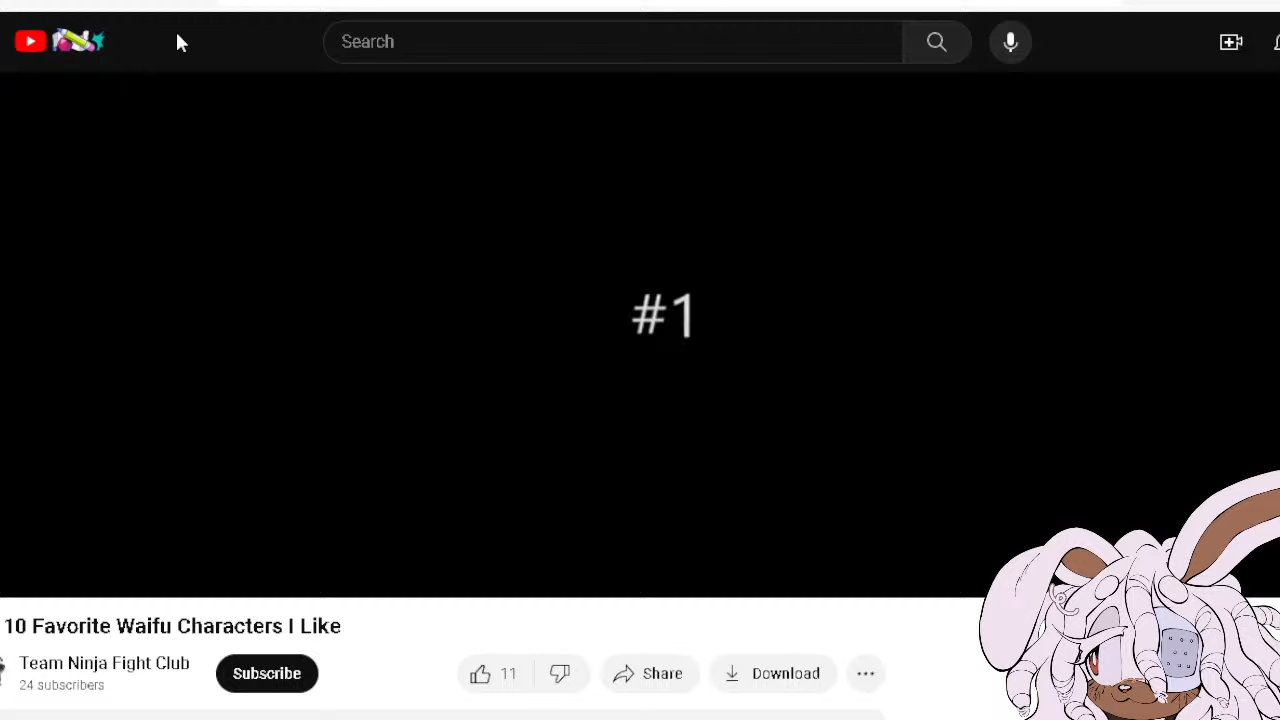 Search
#1
10 Favorite Waifu Characters I Like
Team Ninja Fight Club
24 subscribers
Subscribe
11
Share
Download